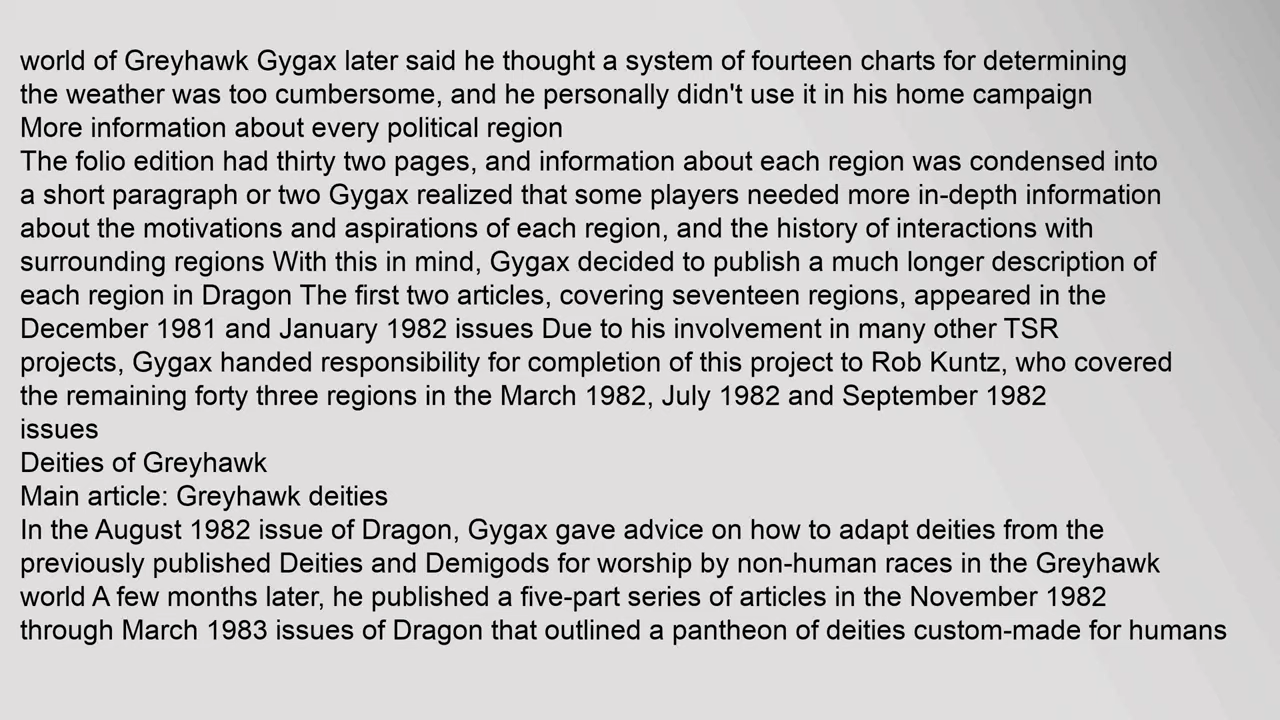 world of Greyhawk Gygax later said he thought a system of fourteen charts for determining
the weather was too cumbersome, and he personally didn't use it in his home campaign
More information about every political region
The folio edition had thirty two pages, and information about each region was condensed into
a short paragraph or two Gygax realized that some players needed more in-depth information
about the motivations and aspirations of each region, and the history of interactions with
surrounding regions With this in mind, Gygax decided to publish a much longer description of
each region in Dragon The first two articles, covering seventeen regions, appeared in the
December 1981 and January 1982 issues Due to his involvement in many other TSR
projects, Gygax handed responsibility for completion of this project to Rob Kuntz, who covered
the remaining forty three regions in the March 1982, July 1982 and September 1982
issues
Deities of Greyhawk
Main article: Greyhawk deities
In the August 1982 issue of Dragon, Gygax gave advice on how to adapt deities from the
previously published Deities and Demigods for worship by non-human races in the Greyhawk
world A few months later, he published a five-part series of articles in the November 1982
through March 1983 issues of Dragon that outlined a pantheon of deities custom-made for humans